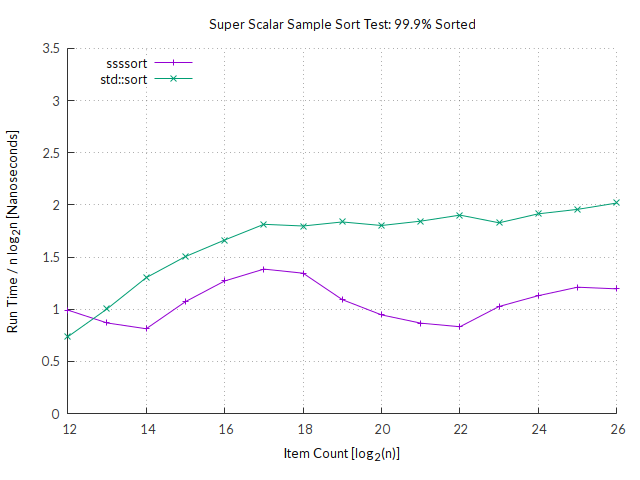 Super Scalar Sample Sort Test: 99.9% Sorted
3.5
ssssort
std::sort
3
2.5
2
1.5
1
0.5
0
Run Time / n log₂n [Nanoseconds]
12 14 16 18 20 22 24 26
Item Count [log₂(n)]